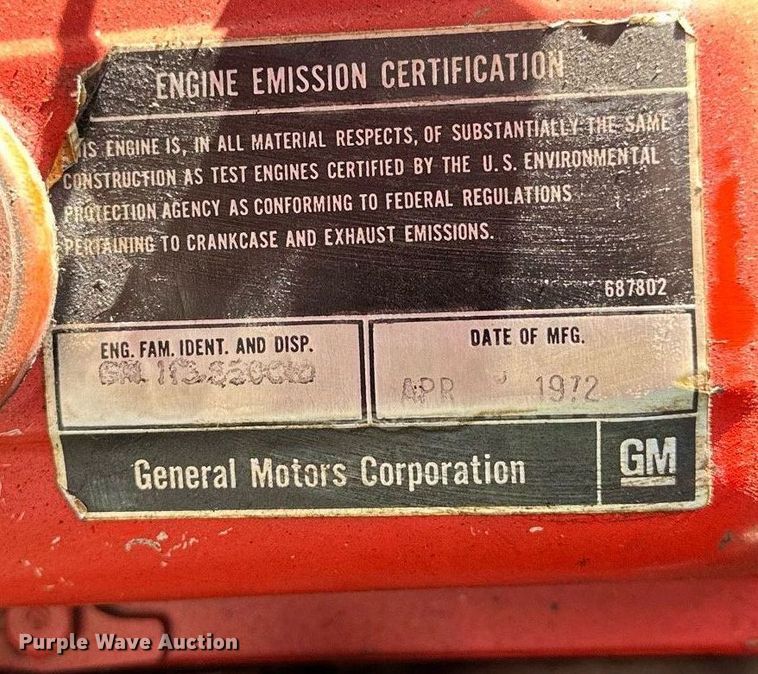 ENGINE EMISSION CERTIFICATION
THIS ENGINE IS, IN ALL MATERIAL RESPECTS, OF SUBSTANTIALLY THE SAME
CONSTRUCTION AS TEST ENGINES CERTIFIED BY THE U.S. ENVIRONMENTAL
PROTECTION AGENCY AS CONFORMING TO FEDERAL REGULATIONS
PERTAINING TO CRANKCASE AND EXHAUST EMISSIONS.
687802
ENG. FAM. IDENT. AND DISP.
DATE OF MFG.
APR 1972
General Motors Corporation
GM
Purple Wave Auction